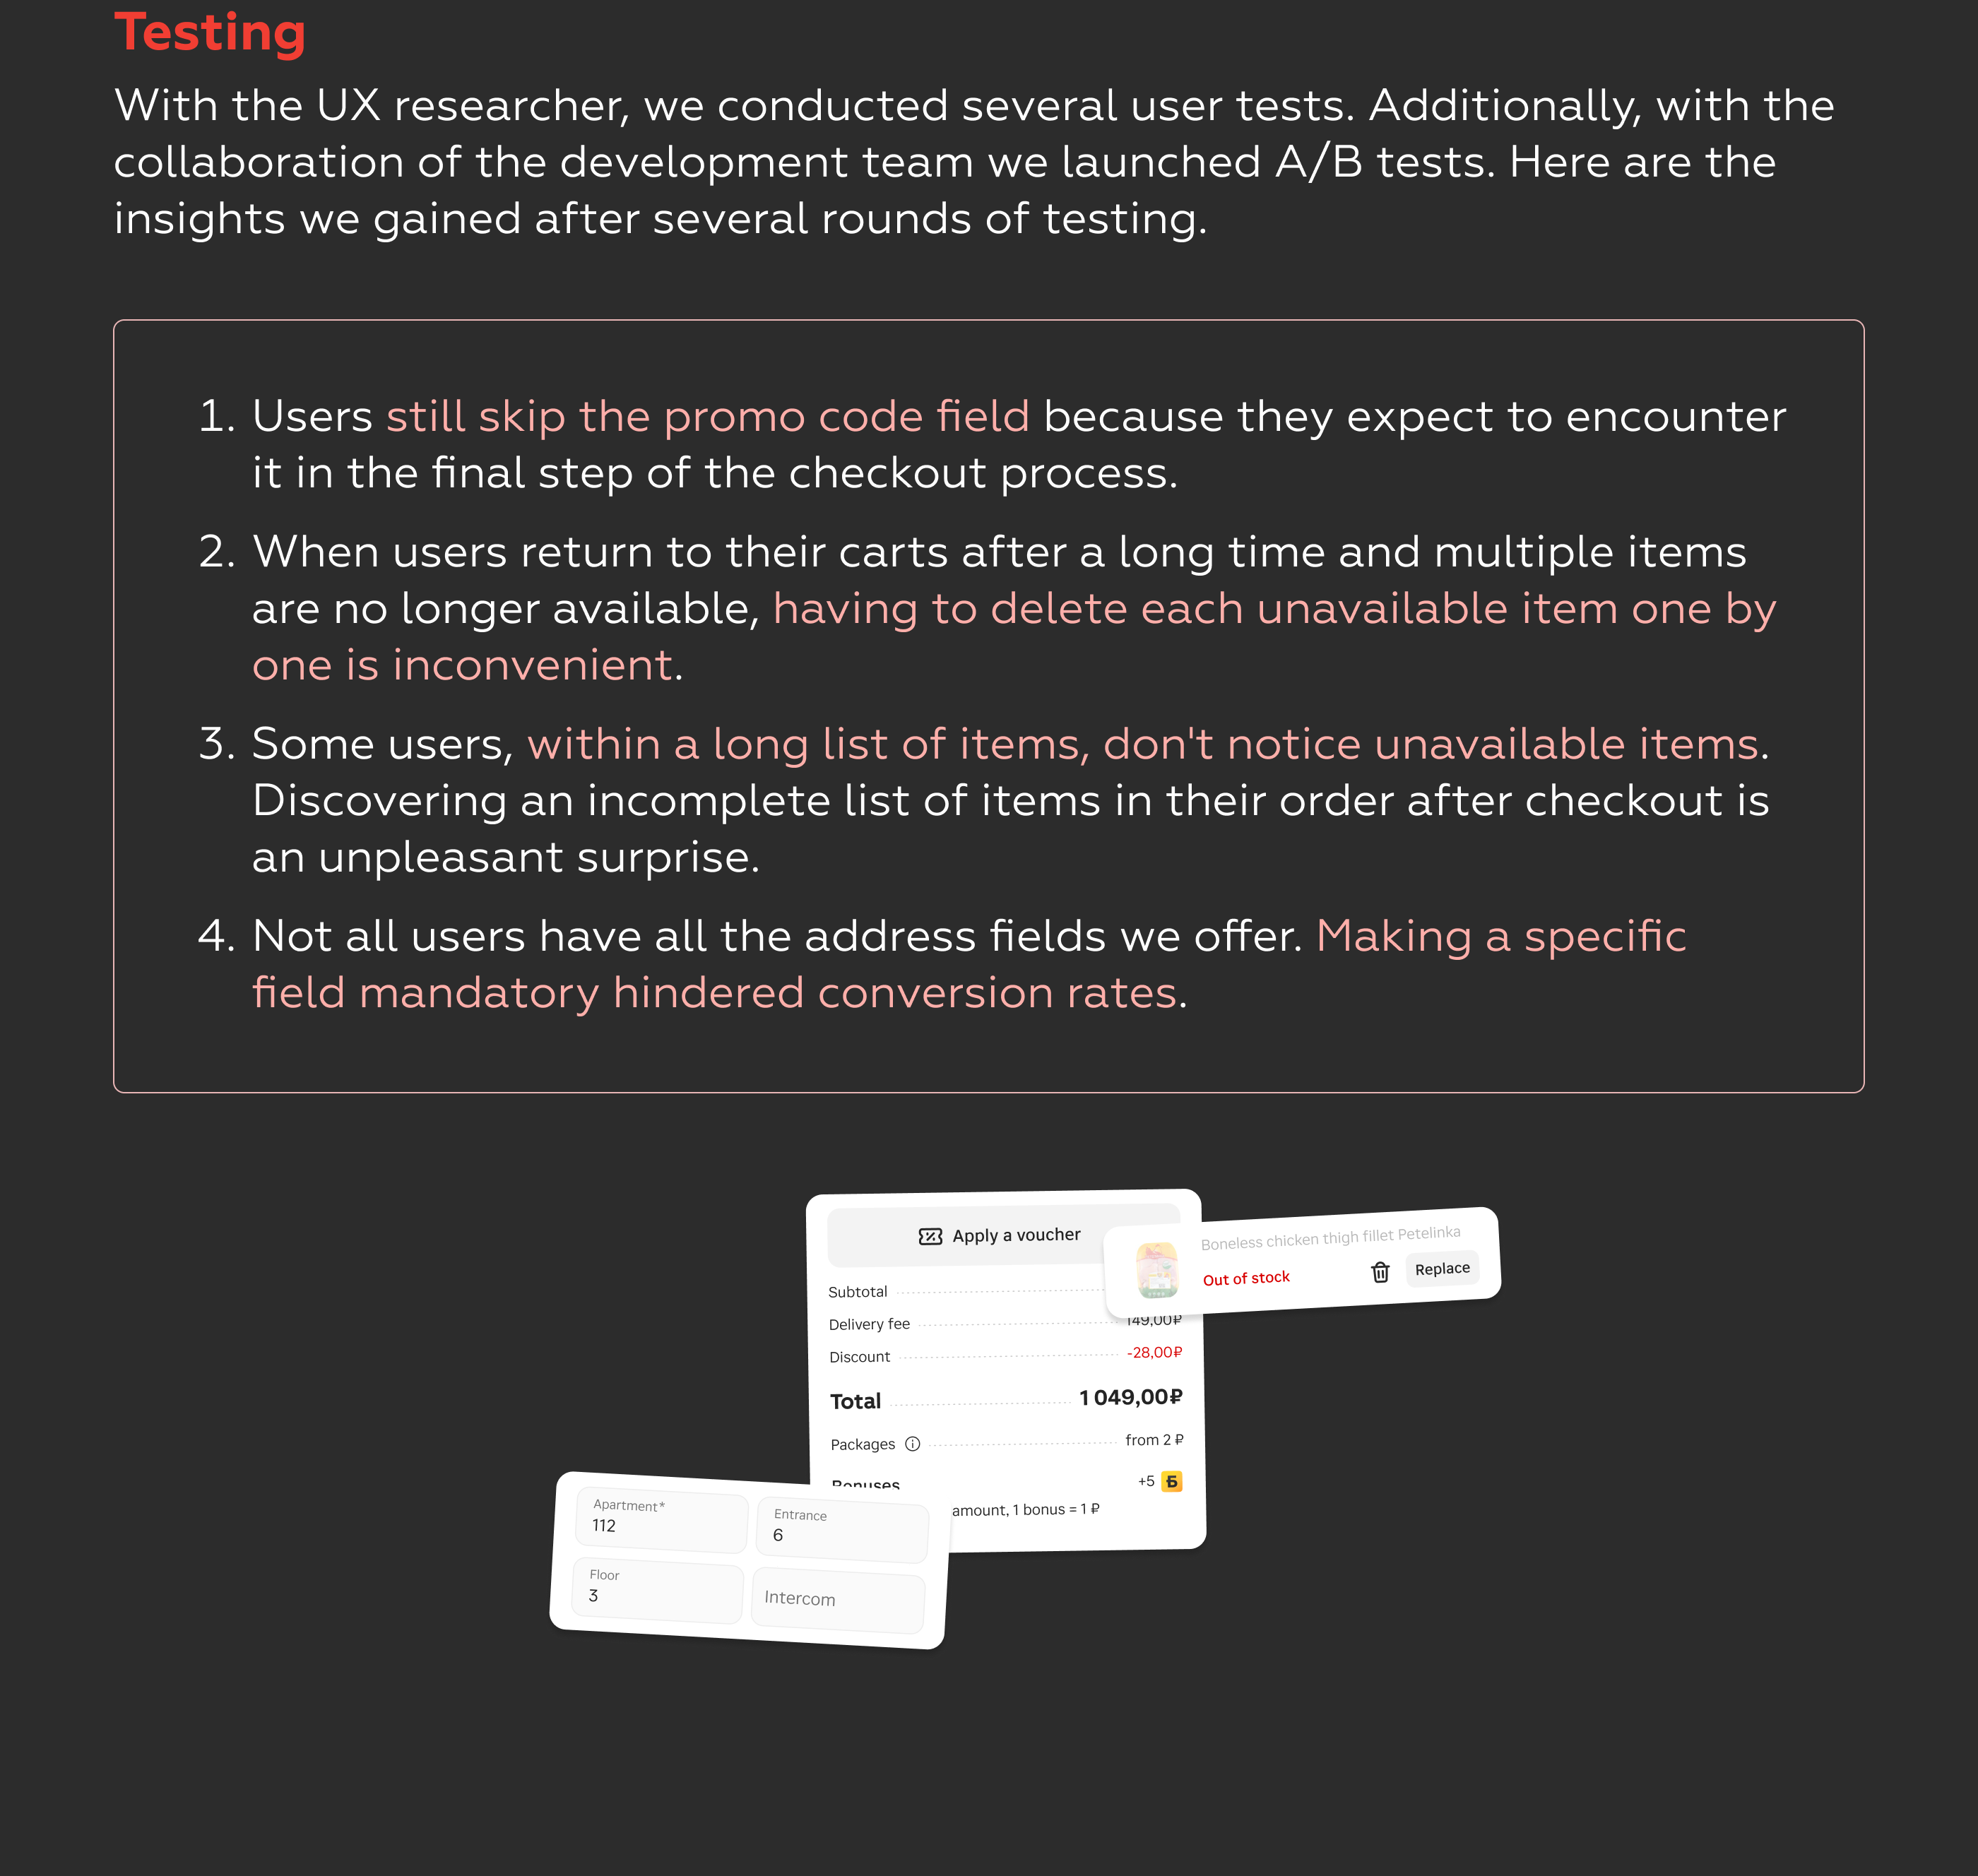 Testing
With the UX researcher, we conducted several user tests. Additionally, with the
collaboration of the development team we launched A/B tests. Here are the
insights we gained after several rounds of testing.
1. Users still skip the promo code field because they expect to encounter
it in the final step of the checkout process.
2. When users return to their carts after a long time and multiple items
are no longer available, having to delete each unavailable item one by
one is inconvenient.
3. Some users, within a long list of items, don't notice unavailable items.
Discovering an incomplete list of items in their order after checkout is
an unpleasant surprise.
4. Not all users have all the address fields we offer. Making a specific
field mandatory hindered conversion rates.
Apply a voucher
Boneless chicken thigh fillet Petelinka
Out of stock
Replace
Subtotal
Delivery fee 149,00₽
Discount -28,00₽
Total 1 049,00₽
Packages from 2 ₽
Bonuses +5 Б
amount, 1 bonus = 1 ₽
Apartment*
112
Entrance
6
Floor
3
Intercom